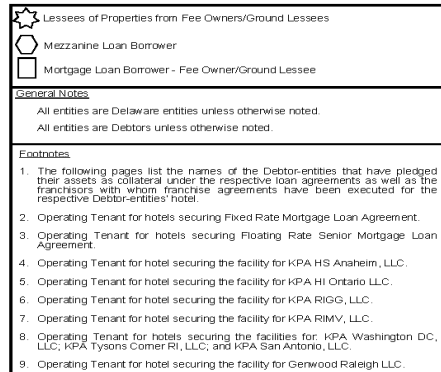 Lessees of Properties from Fee Owners/Ground Lessees
Mezzanine Loan Borrower
Mortgage Loan Borrower - Fee Owner/Ground Lessee
General Notes
All entities are Delaware entities unless otherwise noted.
All entities are Debtors unless otherwise noted.
Footnotes
1. The following pages list the names of the Debtor-entities that have pledged
their assets as collateral under the respective loan agreements as well as the
franchisors with whom franchise agreements have been executed for the
respective Debtor-entities' hotel.
2. Operating Tenant for hotels securing Fixed Rate Mortgage Loan Agreement.
3. Operating Tenant for hotels securing Floating Rate Senior Mortgage Loan
Agreement.
4. Operating Tenant for hotel securing the facility for KPA HS Anaheim, LLC.
5. Operating Tenant for hotel securing the facility for KPA HI Ontario LLC.
6. Operating Tenant for hotel securing the facility for KPA RIGG, LLC.
7. Operating Tenant for hotel securing the facility for KPA RIMV, LLC.
8. Operating Tenant for hotels securing the facilities for: KPA Washington DC,
LLC; KPA Tysons Corner RI, LLC; and KPA San Antonio, LLC.
9. Operating Tenant for hotel securing the facility for Genwood Raleigh LLC.